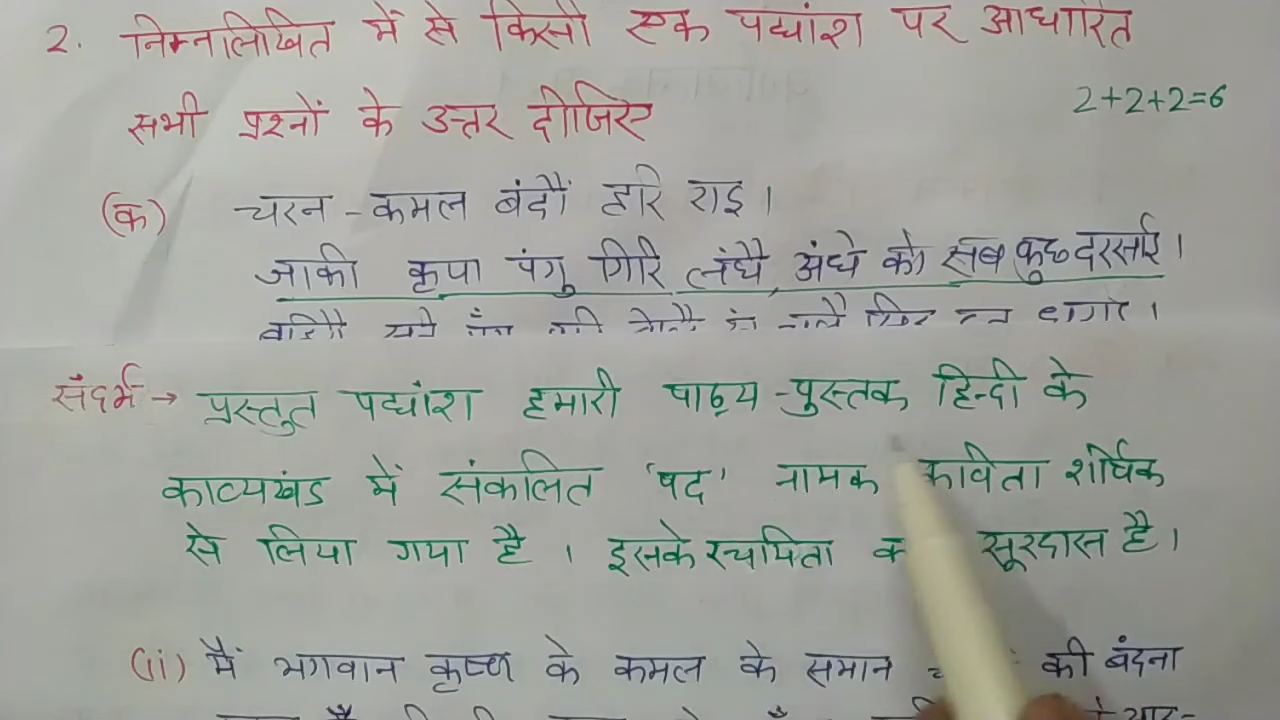 2. निम्नलिखित में से किसी एक पद्यांश पर आधारित
सभी प्रश्नों के उत्तर दीजिए 2+2+2=6
(क) चरन-कमल बंदौं हरि राइ।
जाकी कृपा पंगु गिरि लंघै, अंधे को सब कुछ दरसाई।
संदर्भ → प्रस्तुत पद्यांश हमारी पाठ्य-पुस्तक हिन्दी के
काव्यखंड में संकलित 'पद' नामक कविता शीर्षक
से लिया गया है। इसके रचयिता सूरदास है।
(ii) मैं भगवान कृष्ण के कमल के समान की बंदना